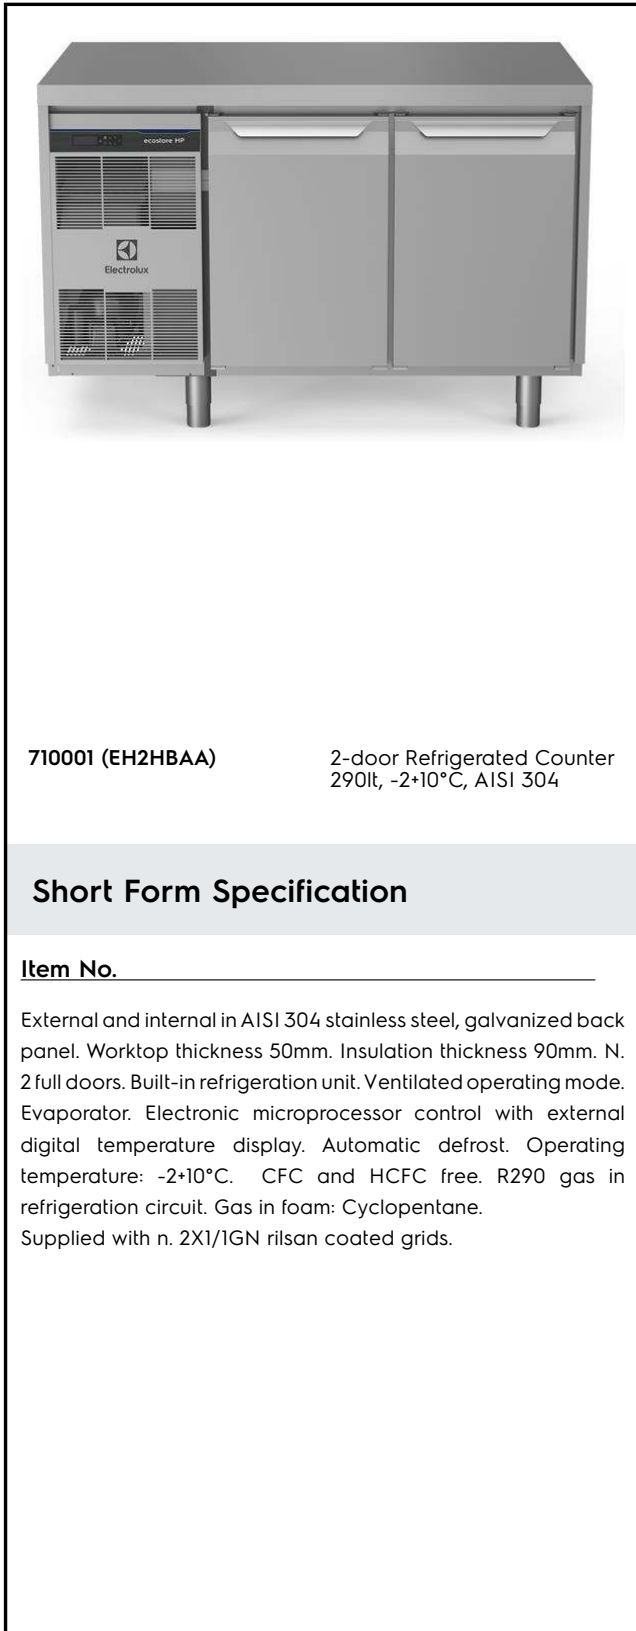 ecostore HP
Electrolux
710001 (EH2HBAA)
2-door Refrigerated Counter
290lt, -2+10°C, AISI 304
Short Form Specification
Item No.
External and internal in AISI 304 stainless steel, galvanized back
panel. Worktop thickness 50mm. Insulation thickness 90mm. N.
2 full doors. Built-in refrigeration unit. Ventilated operating mode.
Evaporator. Electronic microprocessor control with external
digital temperature display. Automatic defrost. Operating
temperature: -2+10°C. CFC and HCFC free. R290 gas in
refrigeration circuit. Gas in foam: Cyclopentane.
Supplied with n. 2X1/1GN rilsan coated grids.